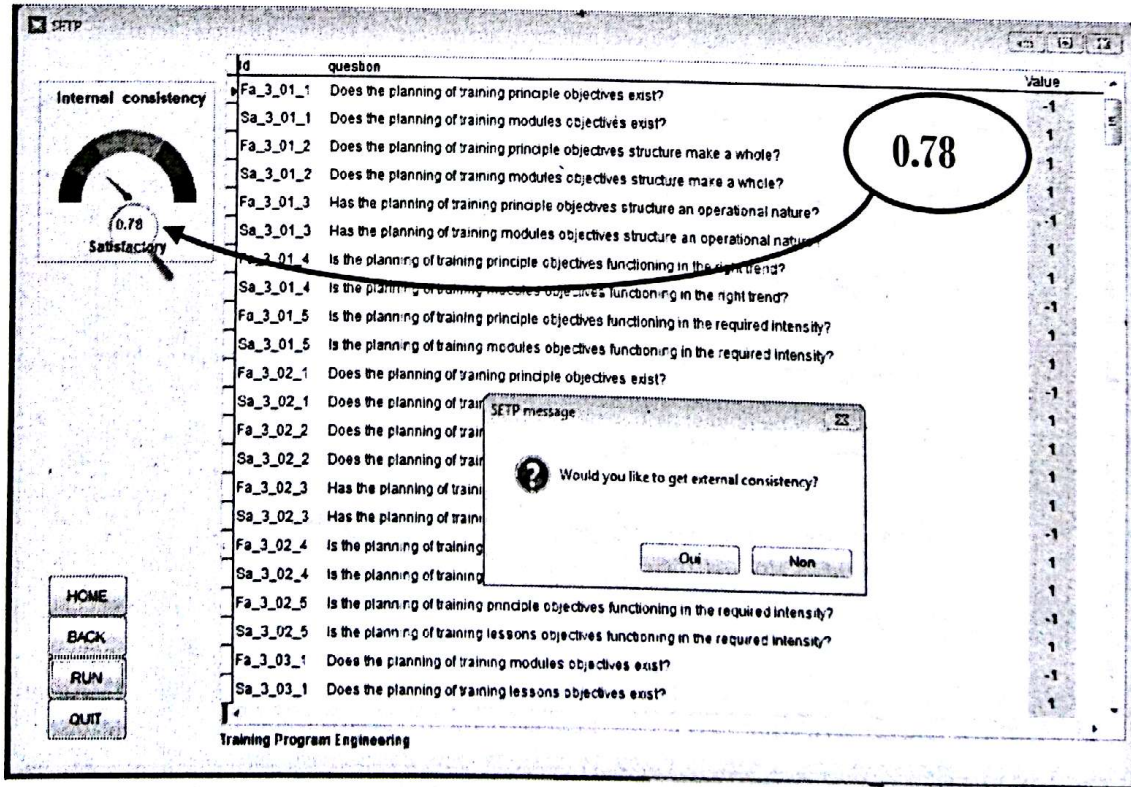 SETP
Id question Value
Internal consistency
0.78
Satisfactory
Fa_3_01_1 Does the planning of training principle objectives exist? -1
Sa_3_01_1 Does the planning of training modules objectives exist? 1
Fa_3_01_2 Does the planning of training principle objectives structure make a whole? 1
Sa_3_01_2 Does the planning of training modules objectives structure make a whole? 1
Fa_3_01_3 Has the planning of training principle objectives structure an operational nature? -1
Sa_3_01_3 Has the planning of training modules objectives structure an operational nature? 1
Fa_3_01_4 Is the planning of training principle objectives functioning in the right trend? 1
Sa_3_01_4 Is the planning of training modules objectives functioning in the right trend? -1
Fa_3_01_5 Is the planning of training principle objectives functioning in the required intensity? 1
Sa_3_01_5 Is the planning of training modules objectives functioning in the required intensity? 1
Fa_3_02_1 Does the planning of training principle objectives exist? -1
Sa_3_02_1 Does the planning of train 1
Fa_3_02_2 Does the planning of train 1
Sa_3_02_2 Does the planning of train 1
Fa_3_02_3 Has the planning of traini 1
Sa_3_02_3 Has the planning of traini -1
Fa_3_02_4 Is the planning of training 1
Sa_3_02_4 Is the planning of training 1
Fa_3_02_5 Is the planning of training principle objectives functioning in the required intensity? -1
Sa_3_02_5 Is the planning of training lessons objectives functioning in the required intensity? 1
Fa_3_03_1 Does the planning of training modules objectives exist? -1
Sa_3_03_1 Does the planning of training lessons objectives exist? 1
0.78
SETP message
Would you like to get external consistency?
Oui Non
HOME
BACK
RUN
QUIT
Training Program Engineering